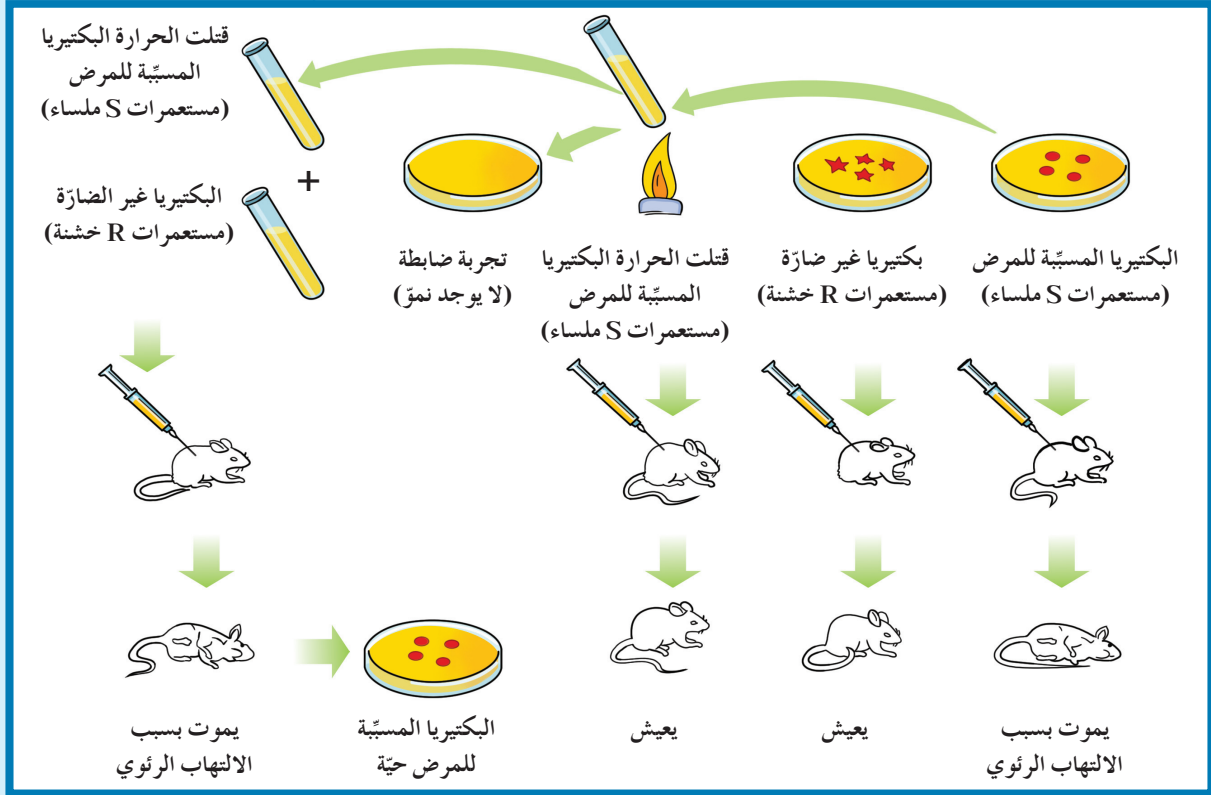 قتلت الحرارة البكتيريا
المسبِّبة للمرض
(مستعمرات S ملساء)
+
البكتيريا غير الضارّة
(مستعمرات R خشنة)
البكتيريا المسبِّبة للمرض
(مستعمرات S ملساء)
بكتيريا غير ضارّة
(مستعمرات R خشنة)
قتلت الحرارة البكتيريا
المسبِّبة للمرض
(مستعمرات S ملساء)
تجربة ضابطة
(لا يوجد نموّ)
يموت بسبب
الالتهاب الرئوي
يعيش
يعيش
البكتيريا المسبِّبة
للمرض حيّة
يموت بسبب
الالتهاب الرئوي